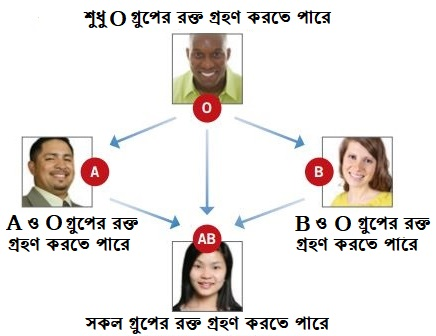 শুধু O গ্রুপের রক্ত গ্রহণ করতে পারে
O
A
B
A ও O গ্রুপের রক্ত
গ্রহণ করতে পারে
B ও O গ্রুপের রক্ত
গ্রহণ করতে পারে
AB
সকল গ্রুপের রক্ত গ্রহণ করতে পারে